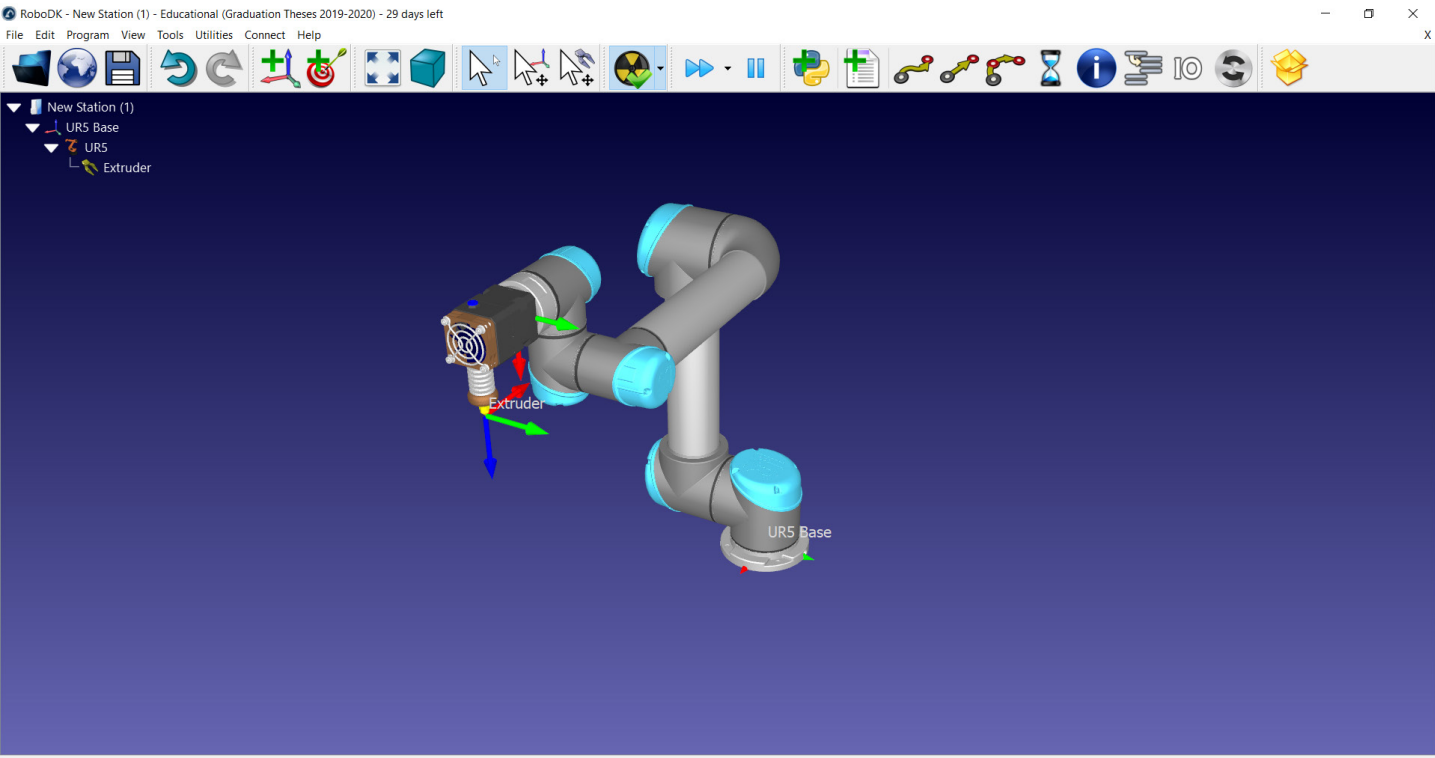 RoboDK - New Station (1) - Educational (Graduation Theses 2019-2020) - 29 days left
File Edit Program View Tools Utilities Connect Help
X
i IO
New Station (1)
UR5 Base
UR5
Extruder
Extruder
UR5 Base